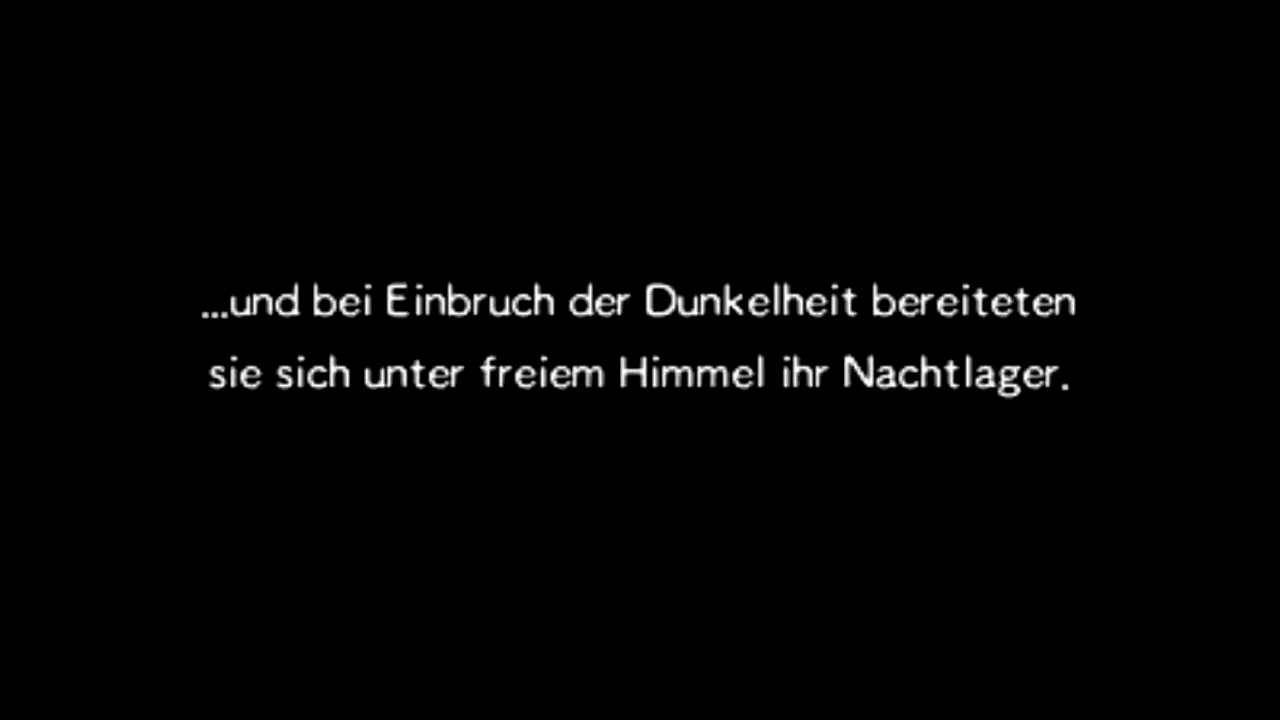 ...und bei Einbruch der Dunkelheit bereiteten
sie sich unter freiem Himmel ihr Nachtlager.